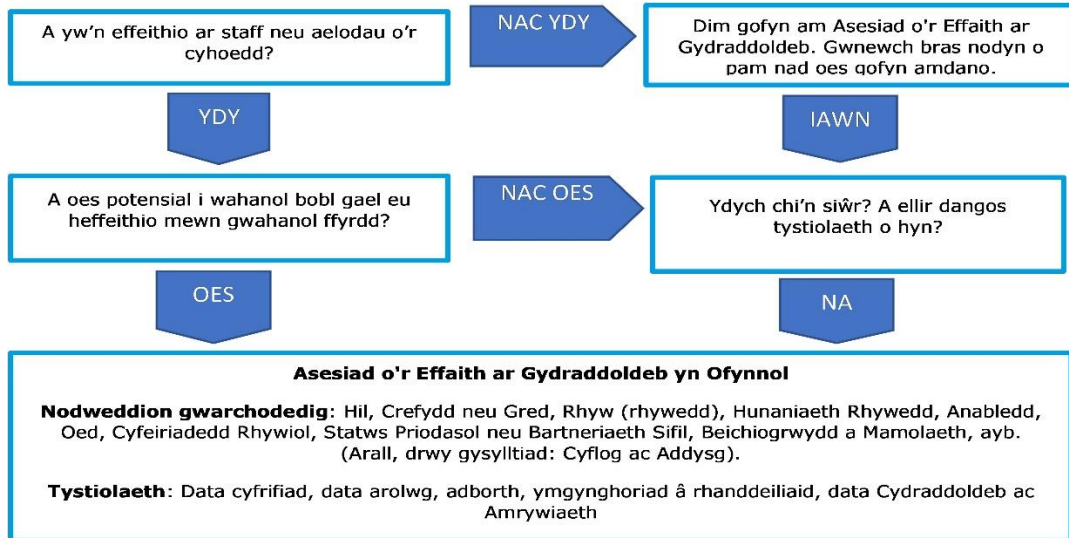 A yw'n effeithio ar staff neu aelodau o'r
cyhoedd?
NAC YDY
Dim gofyn am Asesiad o'r Effaith ar
Gydraddoldeb. Gwnewch bras nodyn o
pam nad oes gofyn amdano.
YDY
IAWN
A oes potensial i wahanol bobl gael eu
heffeithio mewn gwahanol ffyrdd?
NAC OES
Ydych chi'n siŵr? A ellir dangos
tystiolaeth o hyn?
OES
NA
Asesiad o'r Effaith ar Gydraddoldeb yn Ofynnol
Nodweddion gwarchodedig: Hil, Crefydd neu Gred, Rhyw (rhywedd), Hunaniaeth Rhywedd, Anabledd,
Oed, Cyfeiriadedd Rhywiol, Statws Priodasol neu Bartneriaeth Sifil, Beichiogrwydd a Mamolaeth, ayb.
(Arall, drwy gysylltiad: Cyflog ac Addysg).
Tystiolaeth: Data cyfrifiad, data arolwg, adborth, ymgynghoriad â rhanddeiliaid, data Cydraddoldeb ac
Amrywiaeth